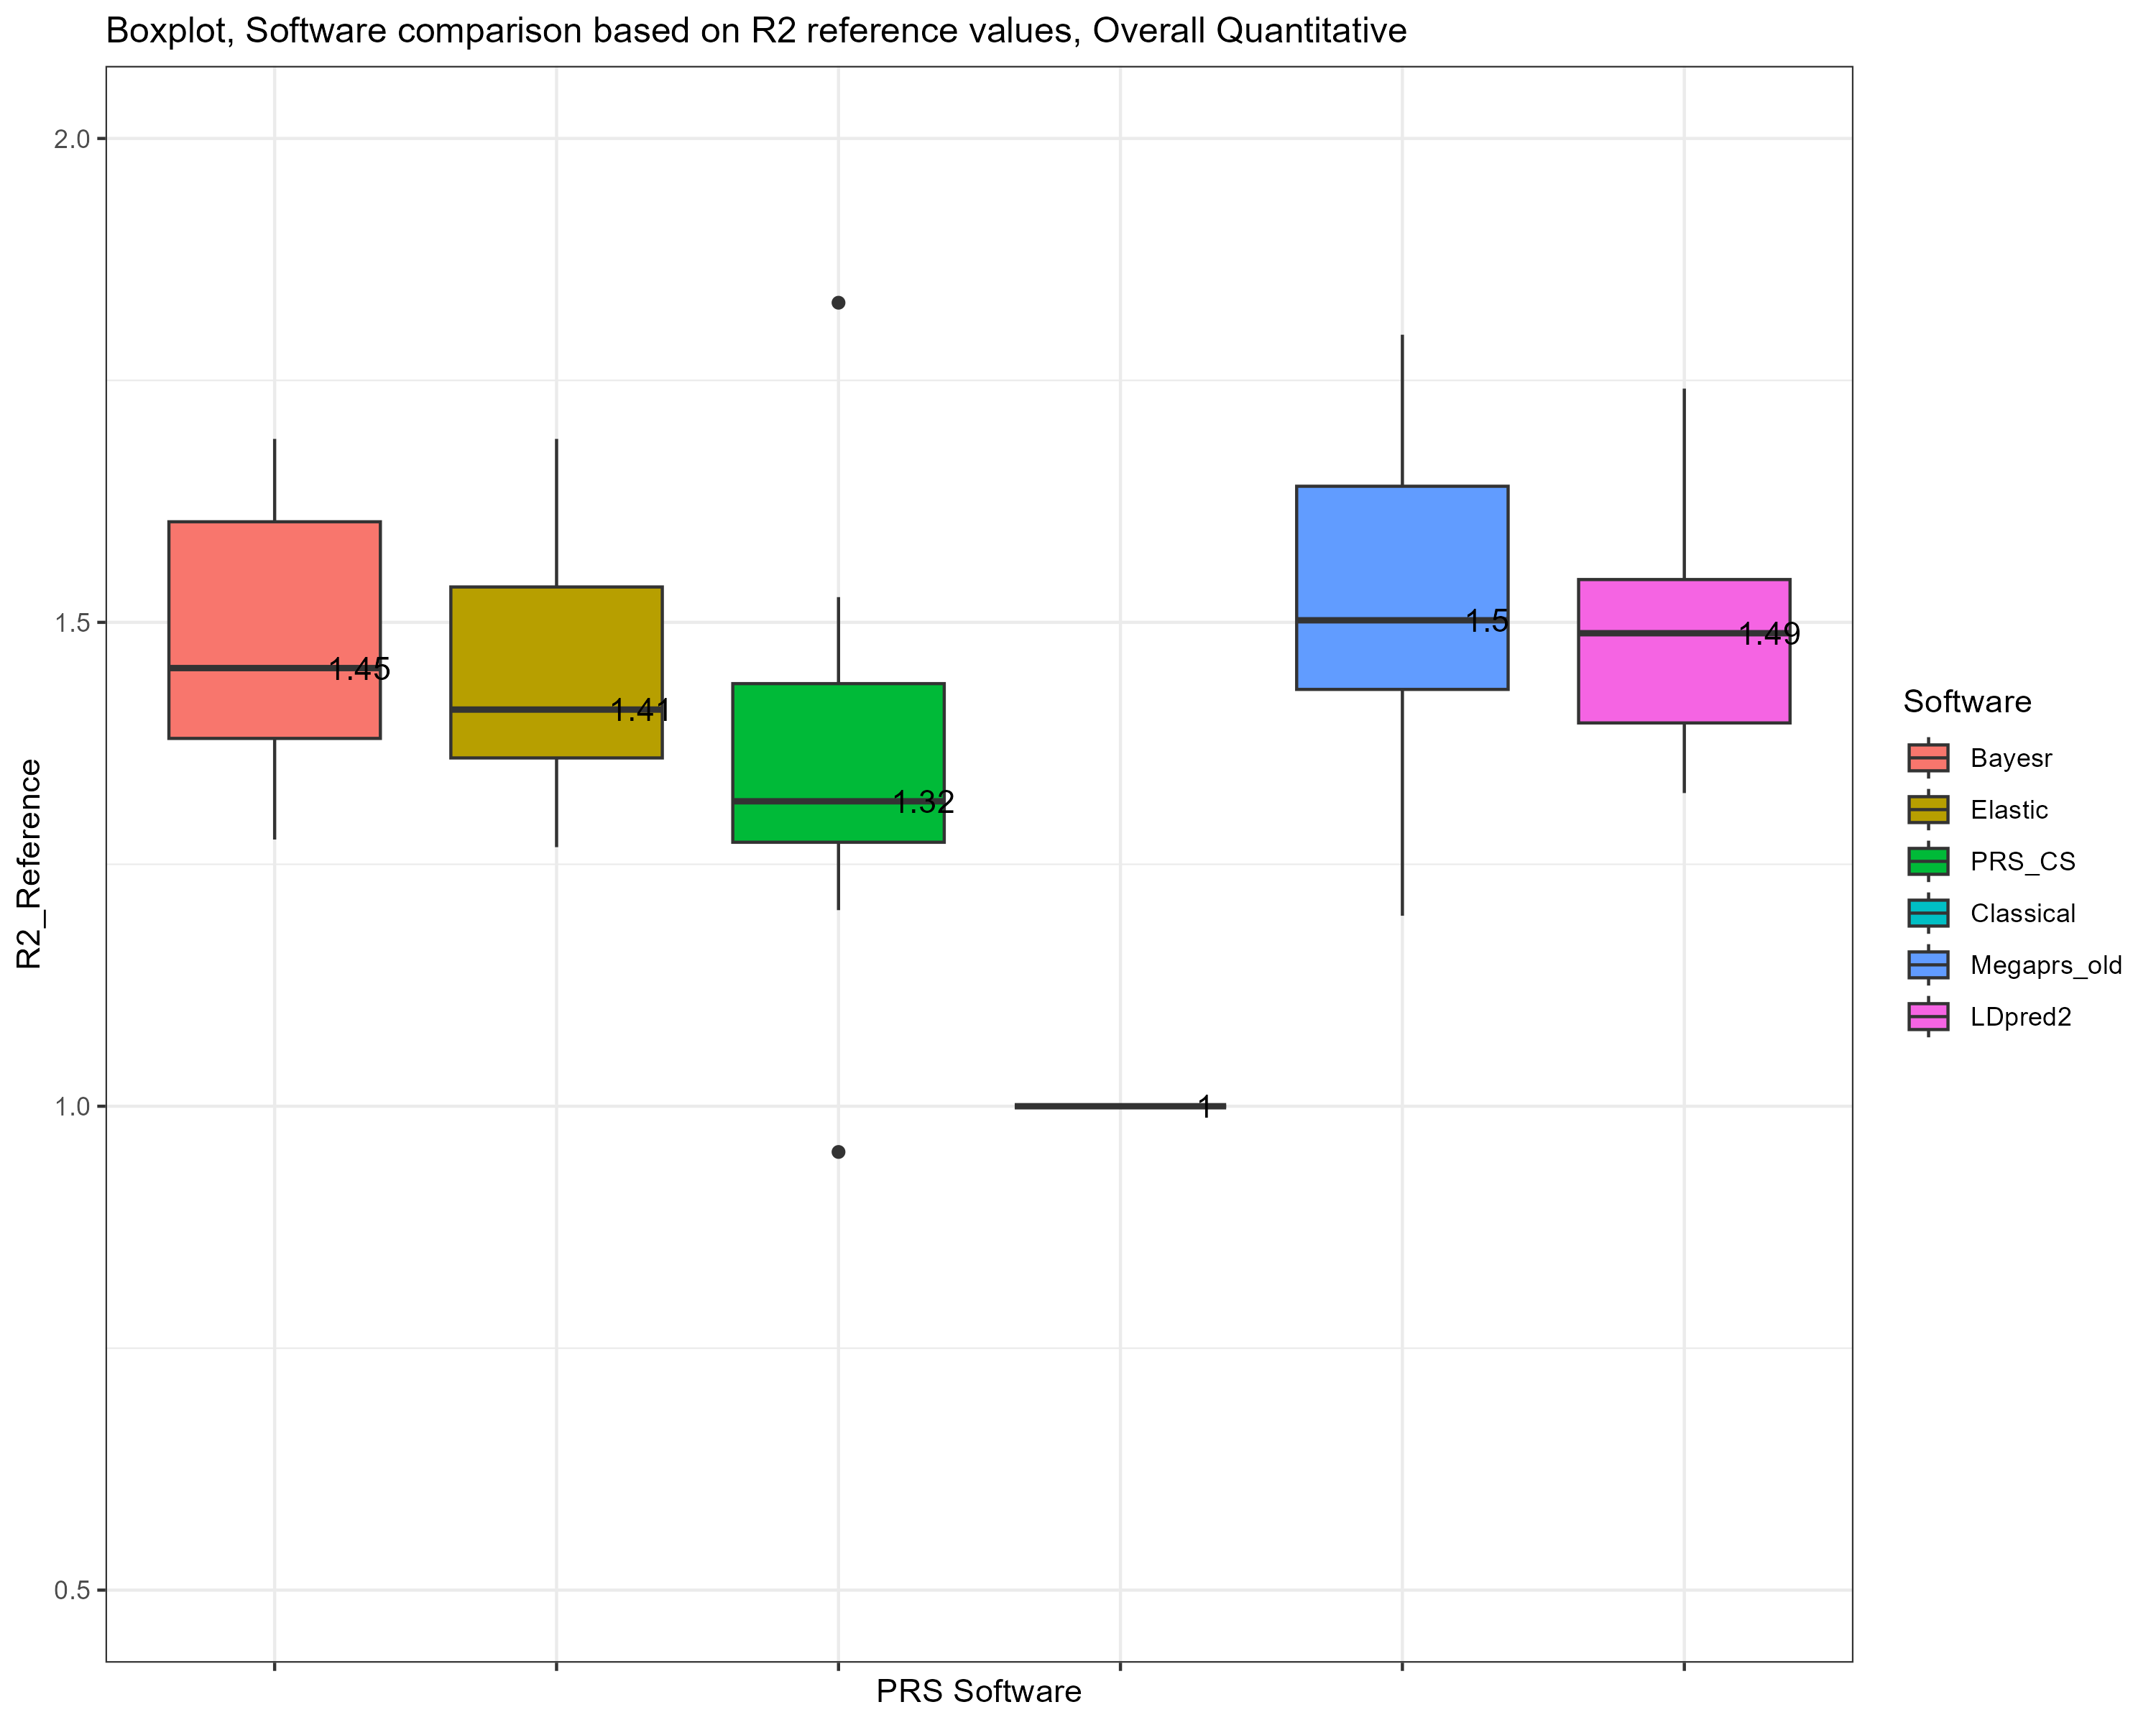 Boxplot, Software comparison based on R2 reference values, Overall Quantitative
2.0
1.5
1.0
0.5
R2_Reference
1.45
1.41
1.32
1
1.5
1.49
PRS Software
Software
Bayesr
Elastic
PRS_CS
Classical
Megaprs_old
LDpred2